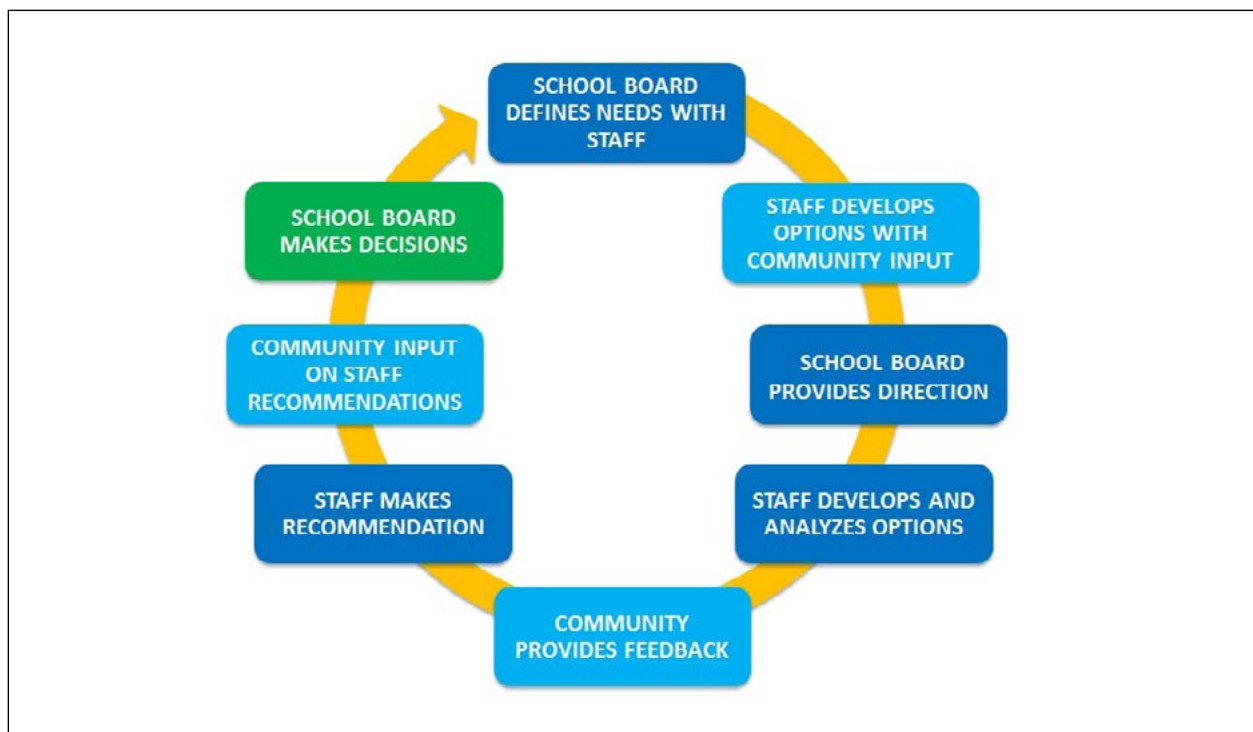 SCHOOL BOARD
DEFINES NEEDS WITH
STAFF
STAFF DEVELOPS
OPTIONS WITH
COMMUNITY INPUT
SCHOOL BOARD
PROVIDES DIRECTION
STAFF DEVELOPS AND
ANALYZES OPTIONS
COMMUNITY
PROVIDES FEEDBACK
STAFF MAKES
RECOMMENDATION
COMMUNITY INPUT
ON STAFF
RECOMMENDATIONS
SCHOOL BOARD
MAKES DECISIONS